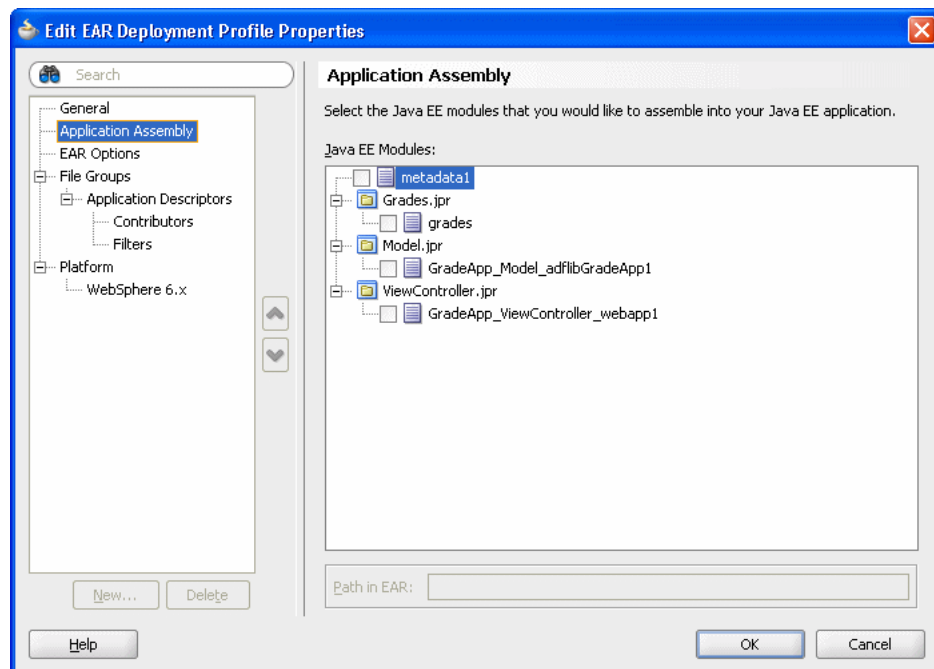 Edit EAR Deployment Profile Properties
Search
General
Application Assembly
EAR Options
File Groups
Application Descriptors
Contributors
Filters
Platform
WebSphere 6.x
New...
Delete
Application Assembly
Select the Java EE modules that you would like to assemble into your Java EE application.
Java EE Modules:
metadata1
Grades.jpr
grades
Model.jpr
GradeApp_Model_adflibGradeApp1
ViewController.jpr
GradeApp_ViewController_webapp1
Path in EAR:
Help
OK
Cancel